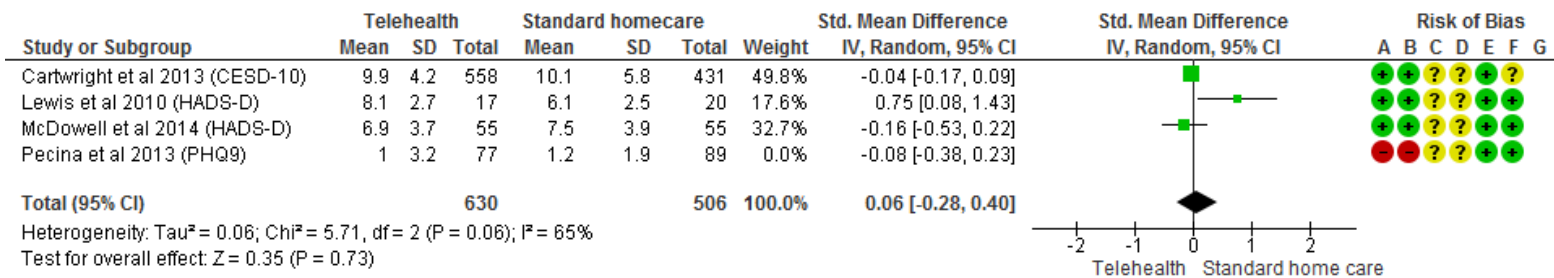 Telehealth Standard homecare Std. Mean Difference Std. Mean Difference Risk of Bias
Study or Subgroup Mean SD Total Mean SD Total Weight IV, Random, 95% CI IV, Random, 95% CI A B C D E F G
Cartwright et al 2013 (CESD-10) 9.9 4.2 558 10.1 5.8 431 49.8% -0.04 [-0.17, 0.09] + + ? ? + ?
Lewis et al 2010 (HADS-D) 8.1 2.7 17 6.1 2.5 20 17.6% 0.75 [0.08, 1.43] + + ? ? + +
McDowell et al 2014 (HADS-D) 6.9 3.7 55 7.5 3.9 55 32.7% -0.16 [-0.53, 0.22] + + ? ? + +
Pecina et al 2013 (PHQ9) 1 3.2 77 1.2 1.9 89 0.0% -0.08 [-0.38, 0.23] - - ? ? + +
Total (95% CI) 630 506 100.0% 0.06 [-0.28, 0.40]
Heterogeneity: Tau² = 0.06; Chi² = 5.71, df = 2 (P = 0.06); I² = 65%
Test for overall effect: Z = 0.35 (P = 0.73)
-2 -1 0 1 2
Telehealth Standard home care